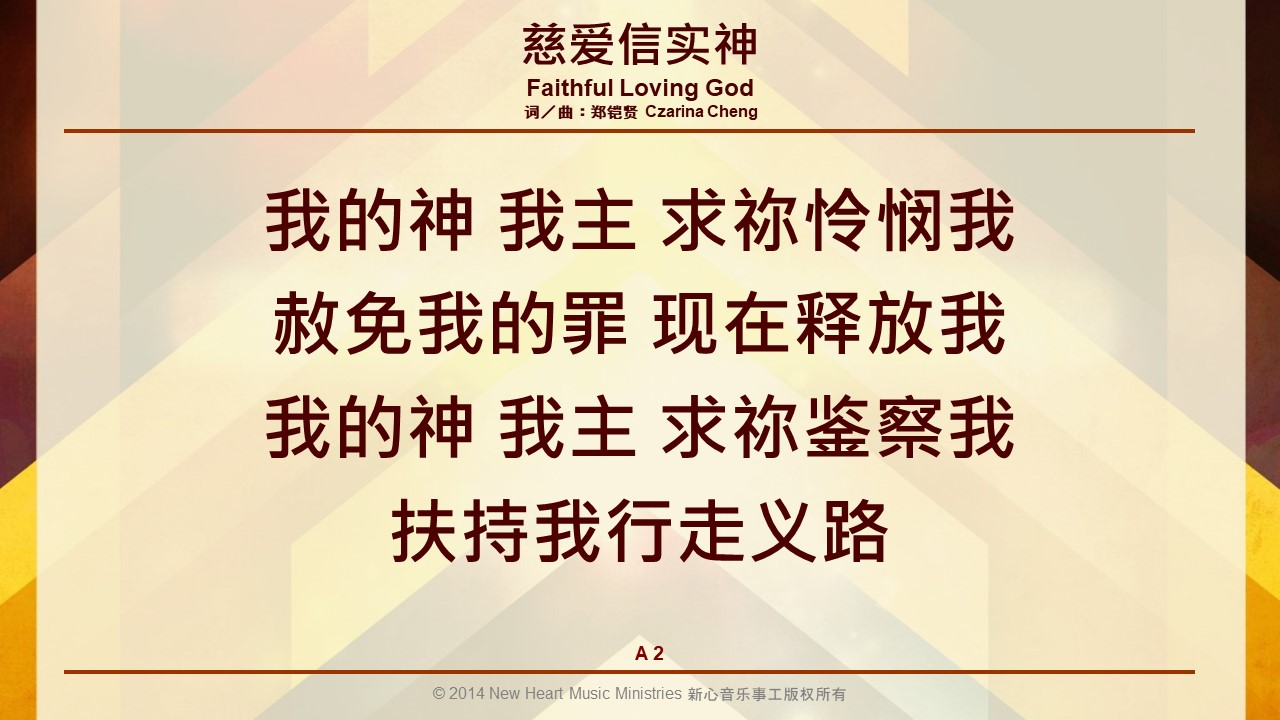 慈爱信实神
Faithful Loving God
词／曲：郑铠贤 Czarina Cheng
我的神 我主 求祢怜悯我
赦免我的罪 现在释放我
我的神 我主 求祢鉴察我
扶持我行走义路
A 2
© 2014 New Heart Music Ministries 新心音乐事工版权所有